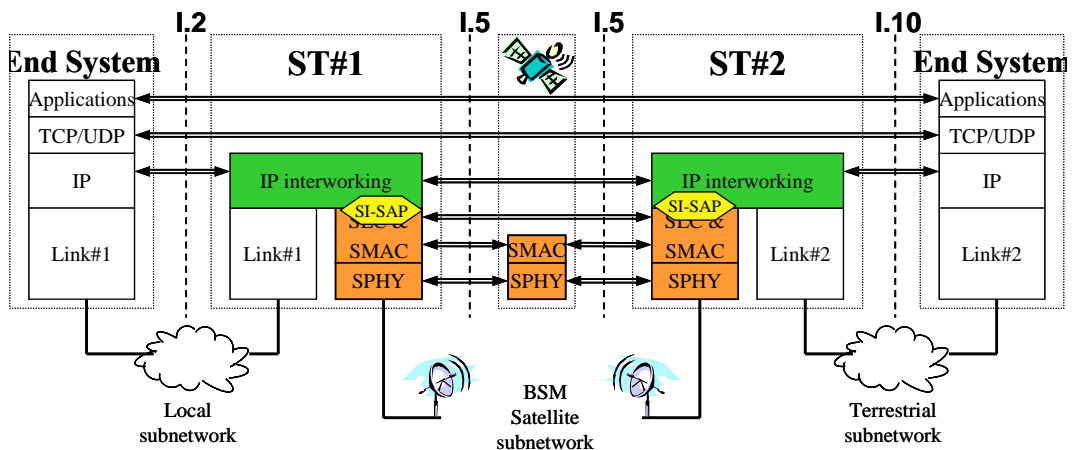 I.2
I.5
I.5
I.10
End System
ST#1
ST#2
End System
Applications
TCP/UDP
IP
Link#1
IP interworking
SI-SAP
SLC &
SMAC
SPHY
Link#1
SMAC
SPHY
IP interworking
SI-SAP
SLC &
SMAC
SPHY
Link#2
Applications
TCP/UDP
IP
Link#2
Local
subnetwork
BSM
Satellite
subnetwork
Terrestrial
subnetwork